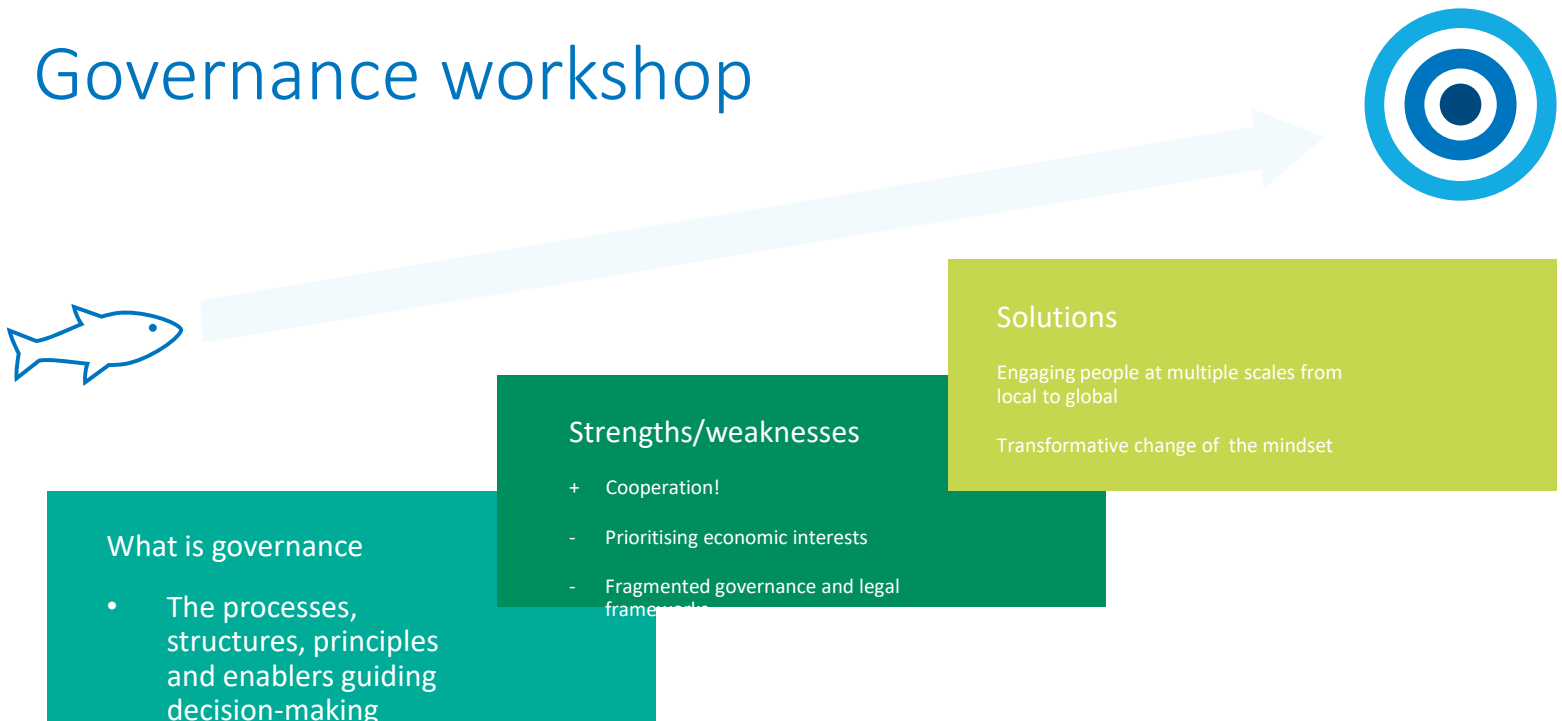 Governance workshop
What is governance
• The processes,
structures, principles
and enablers guiding
decision-making
Strengths/weaknesses
+ Cooperation!
- Prioritising economic interests
- Fragmented governance and legal
frameworks
Solutions
Engaging people at multiple scales from
local to global
Transformative change of the mindset